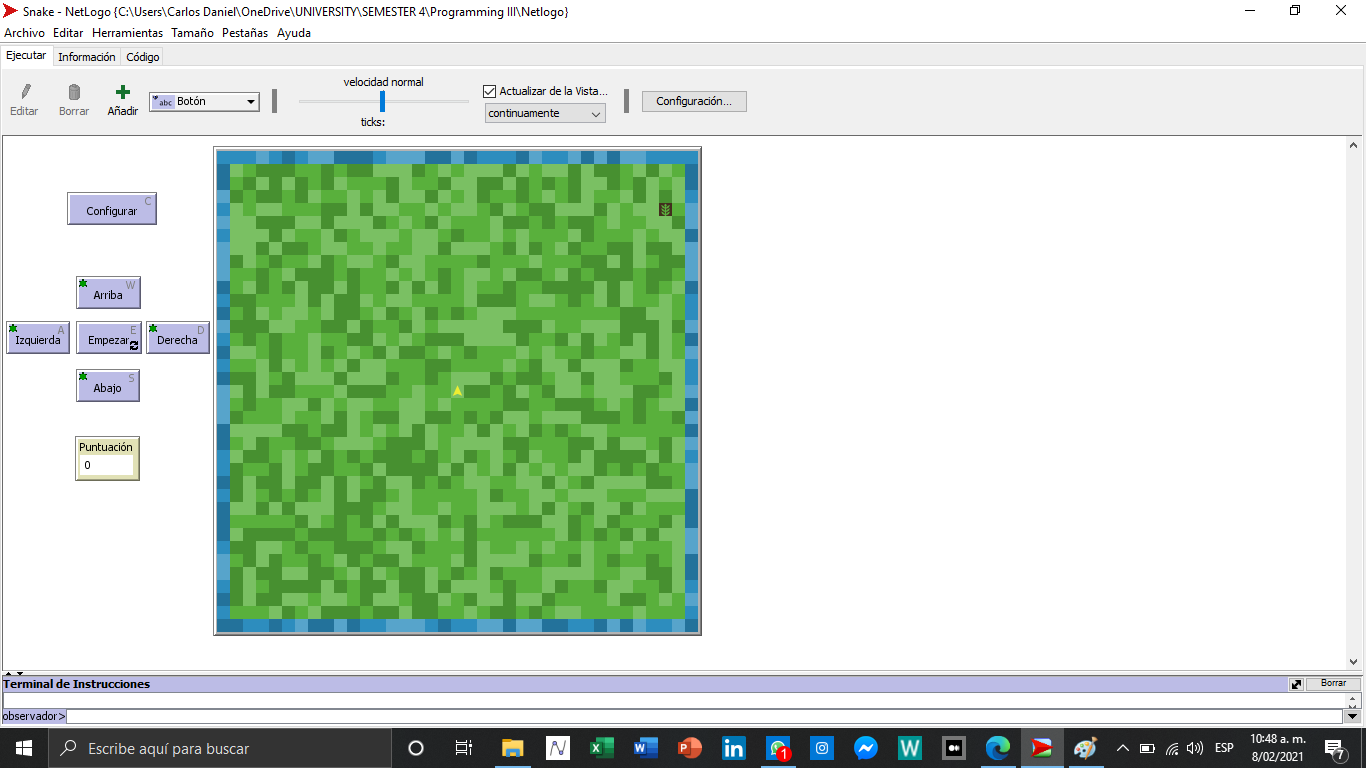 Snake - NetLogo {C:\Users\Carlos Daniel\OneDrive\UNIVERSITY\SEMESTER 4\Programming III\Netlogo}
Archivo Editar Herramientas Tamaño Pestañas Ayuda
Ejecutar Información Código
velocidad normal
Editar Borrar Añadir
abc Botón
ticks:
Actualizar de la Vista...
continuamente
Configuración...
C
Configurar
W
Arriba
A
Izquierda
E
Empezar
D
Derecha
S
Abajo
Puntuación
0
Terminal de Instrucciones
Borrar
observador>
Escribe aquí para buscar
1
ESP
10:48 a. m.
8/02/2021
7